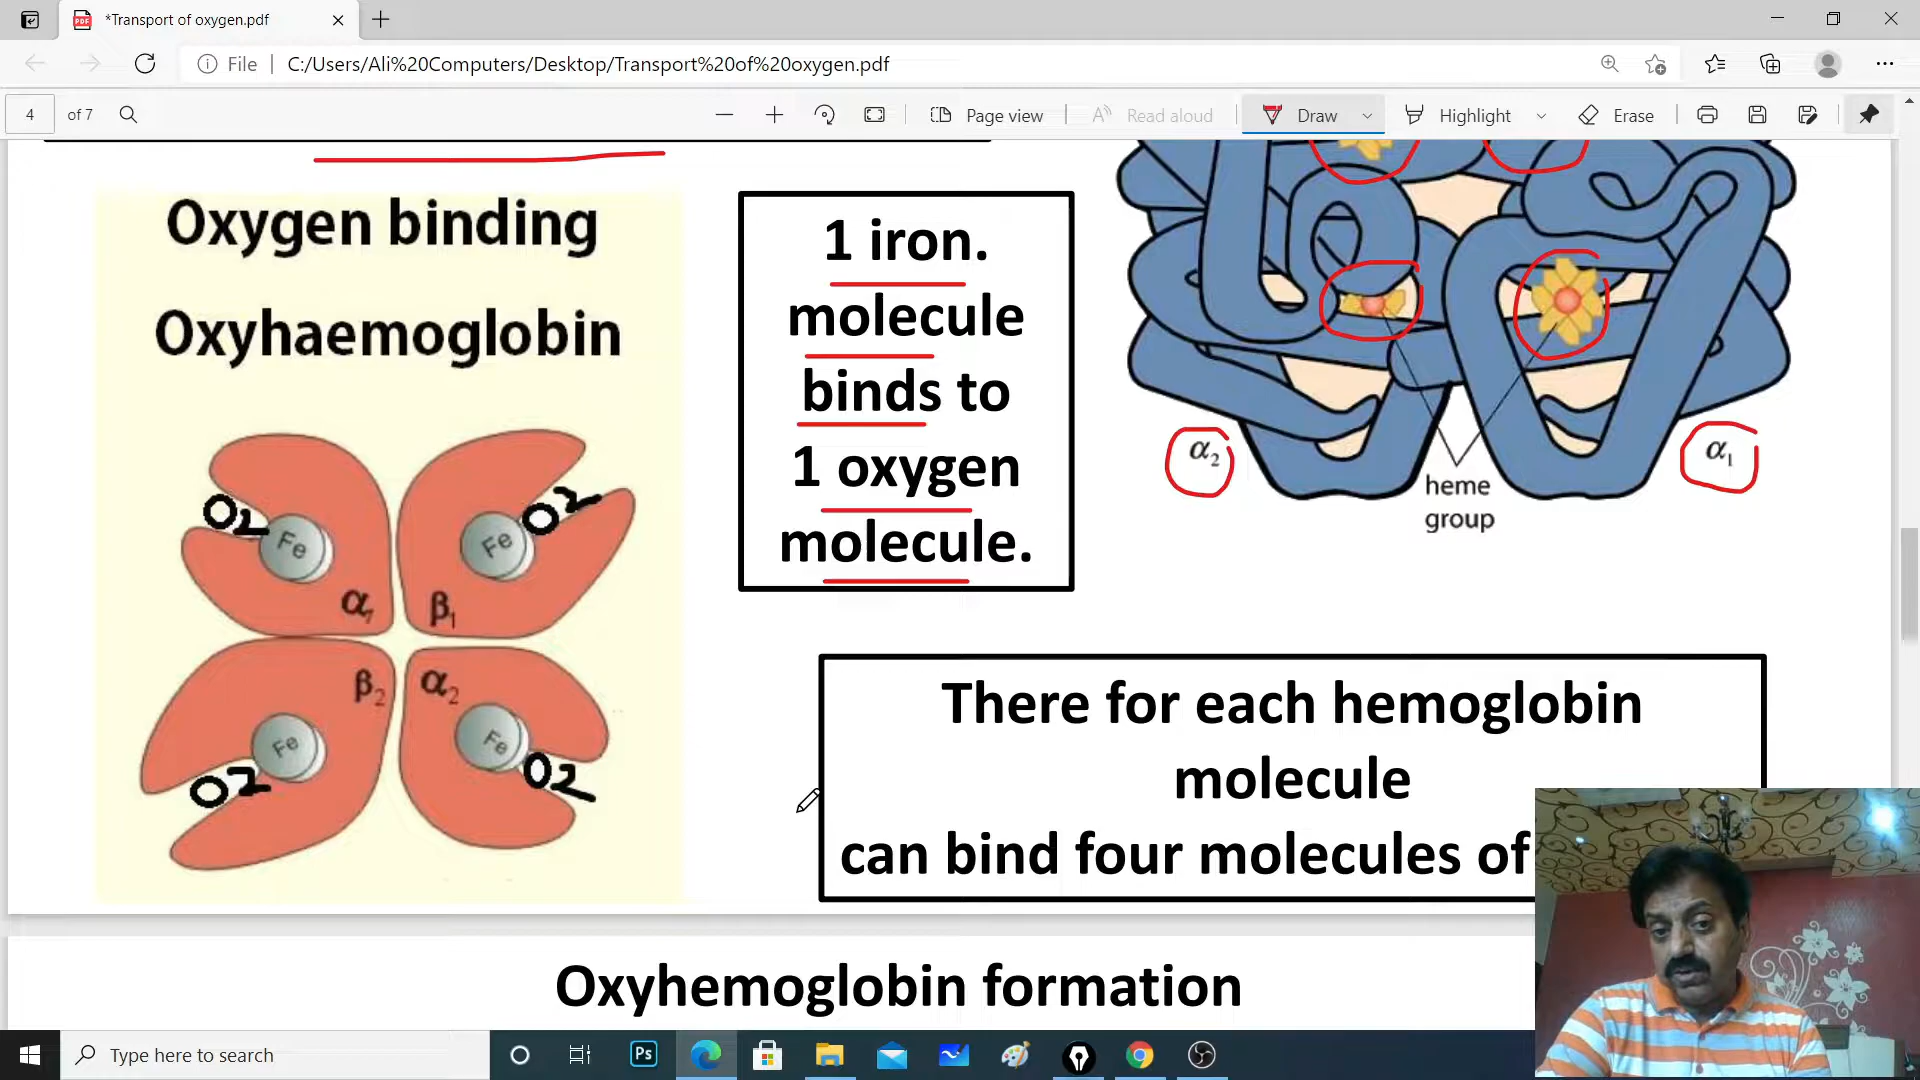 *Transport of oxygen.pdf
File
C:/Users/Ali%20Computers/Desktop/Transport%20of%20oxygen.pdf
4 of 7
Page view
Read aloud
Draw
Highlight
Erase
Oxygen binding
Oxyhaemoglobin
O2 Fe
Fe O2
α1
β1
β2
α2
Fe
Fe
O2
O2
1 iron.
molecule
binds to
1 oxygen
molecule.
α2
α1
heme
group
There for each hemoglobin
molecule
can bind four molecules of
Oxyhemoglobin formation
Type here to search
Ps